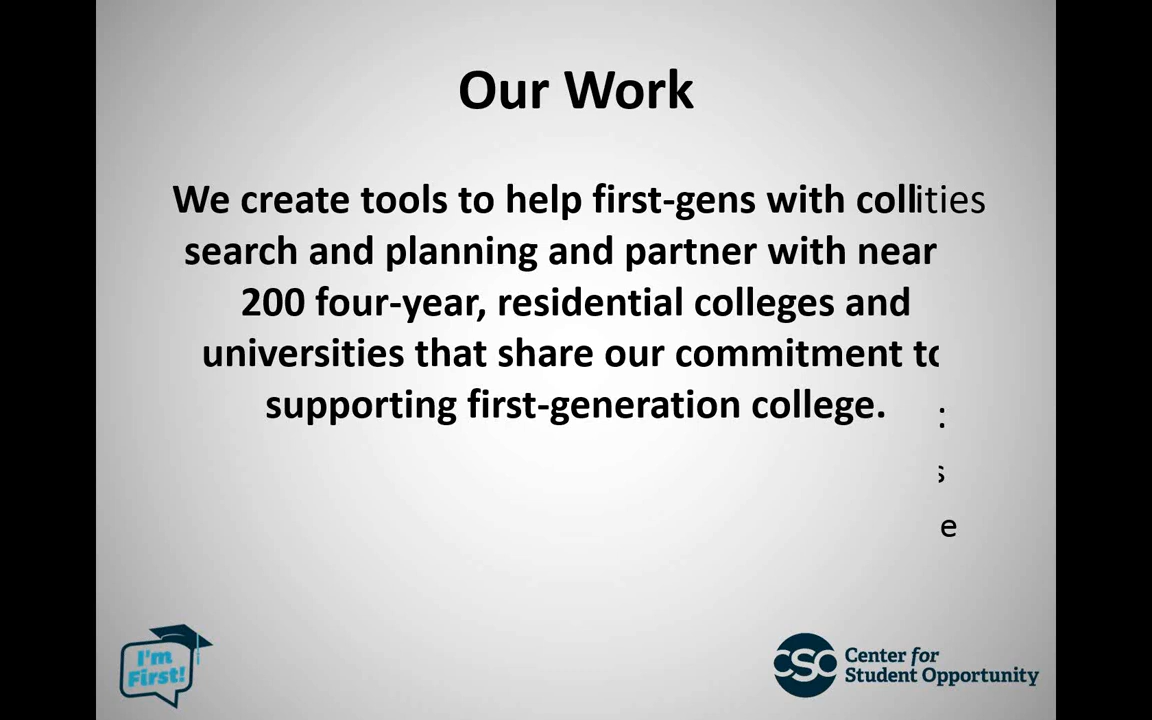 Our Work
We create tools to help first-gens with collities
search and planning and partner with near
200 four-year, residential colleges and
universities that share our commitment to
supporting first-generation college.
:
s
e
I'm
First!
CSO Center for
Student Opportunity